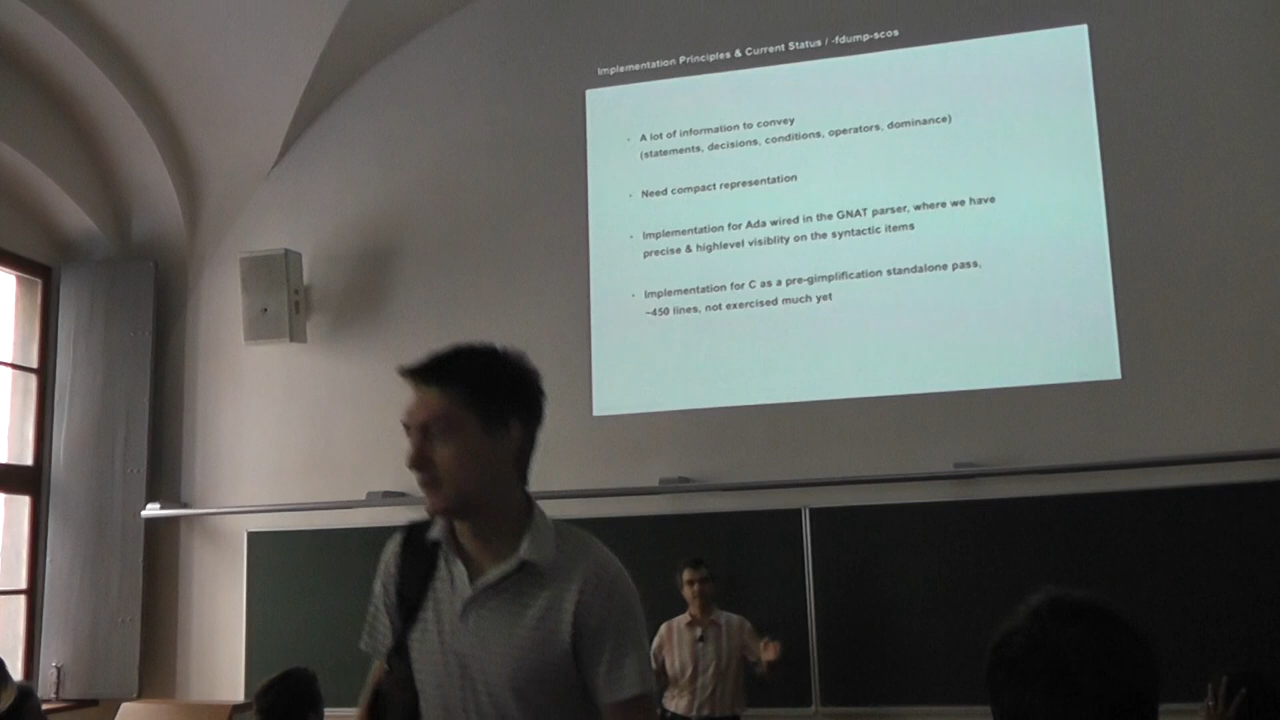 Implementation Principles & Current Status / -fdump-scos
A lot of information to convey
(statements, decisions, conditions, operators, dominance)
Need compact representation
Implementation for Ada wired in the GNAT parser, where we have
precise & highlevel visiblity on the syntactic items
Implementation for C as a pre-gimplification standalone pass,
~450 lines, not exercised much yet